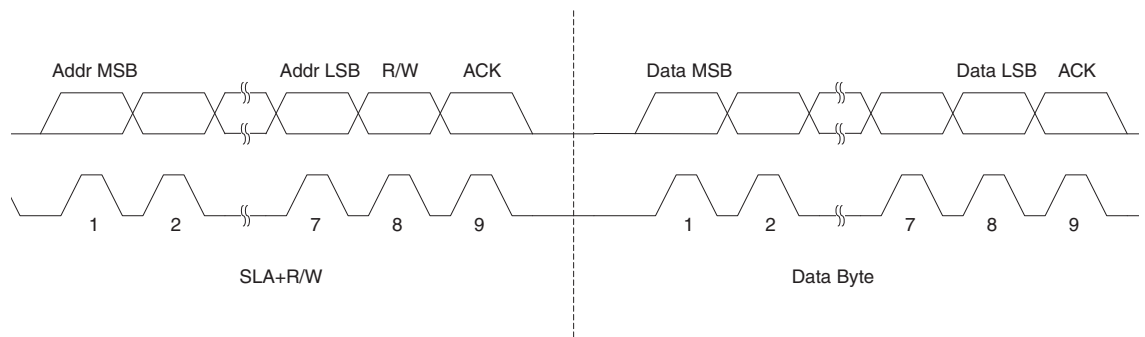 Addr MSB Addr LSB R/W ACK Data MSB Data LSB ACK
1 2 7 8 9 1 2 7 8 9
SLA+R/W Data Byte